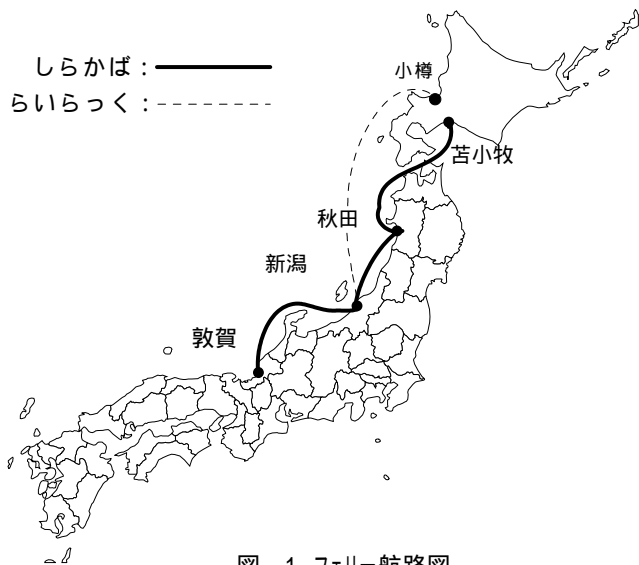 しらかば：
らいらっく：
小樽
苫小牧
秋田
新潟
敦賀
図 1 フェリー航路図